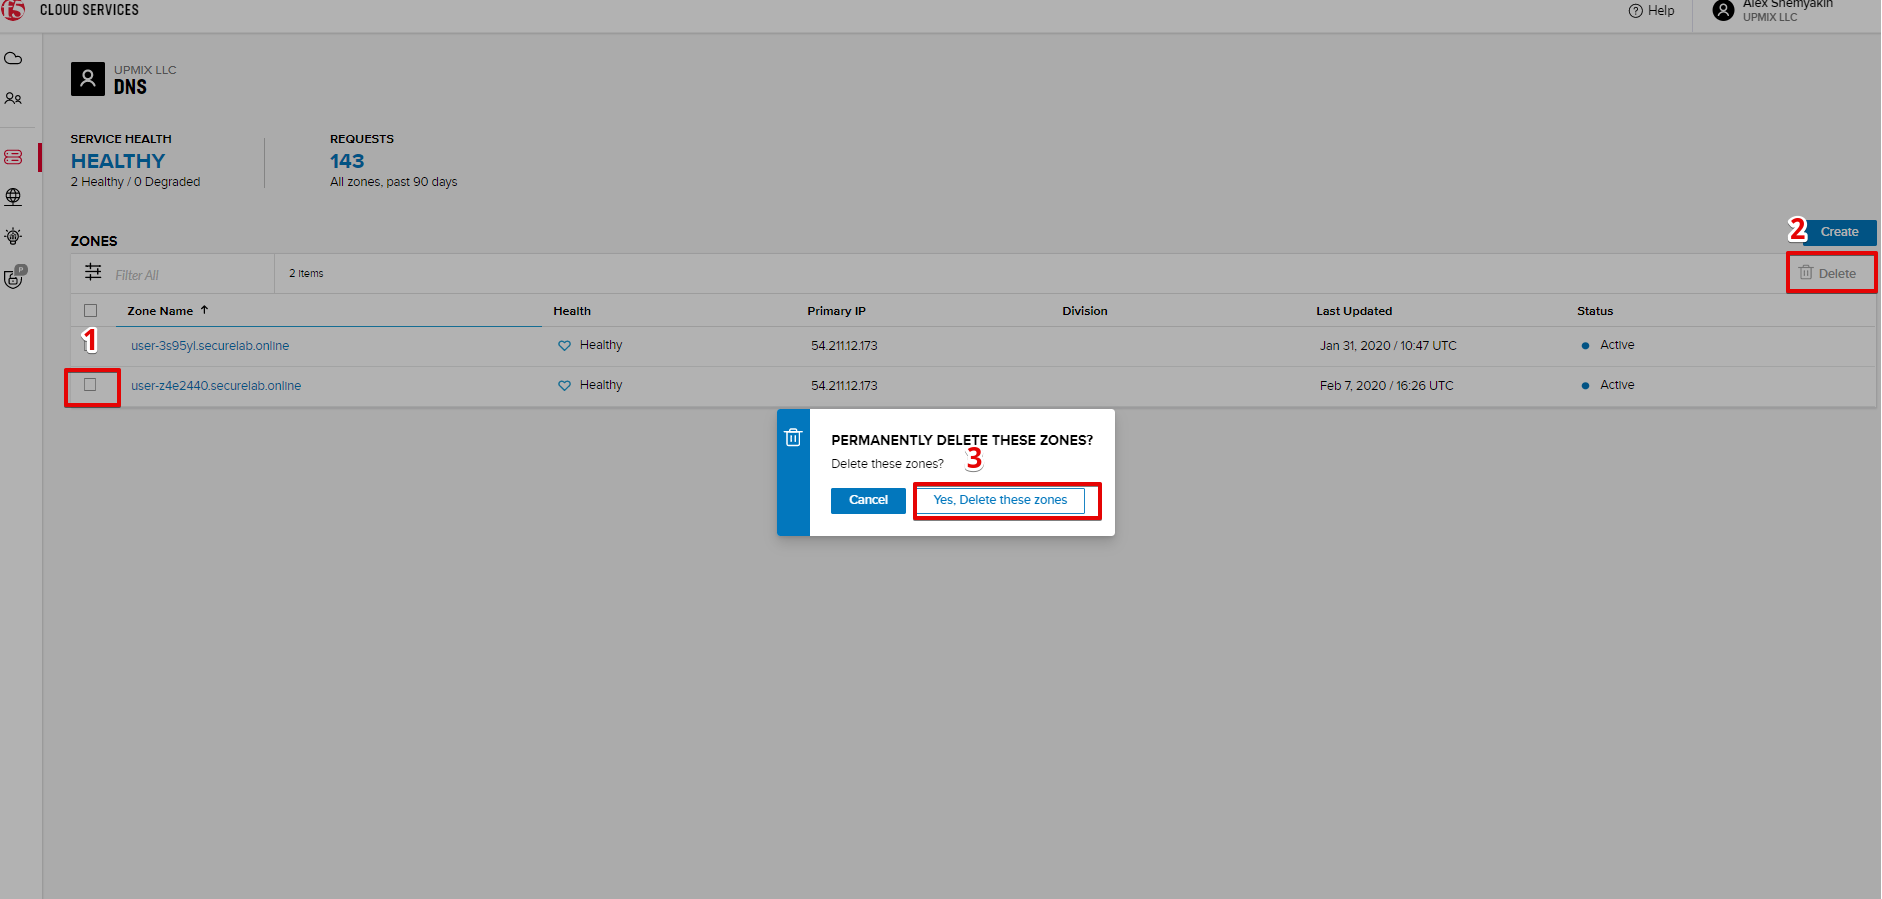 f5 CLOUD SERVICES
Help
Alex Shemyakin
UPMIX LLC
UPMIX LLC
DNS
SERVICE HEALTH
HEALTHY
2 Healthy / 0 Degraded
REQUESTS
143
All zones, past 90 days
ZONES
2 Create
Filter All
2 Items
Delete
Zone Name Health Primary IP Division Last Updated Status
1 user-3s95yl.securelab.online Healthy 54.211.12.173 Jan 31, 2020 / 10:47 UTC Active
user-z4e2440.securelab.online Healthy 54.211.12.173 Feb 7, 2020 / 16:26 UTC Active
P
PERMANENTLY DELETE THESE ZONES?
Delete these zones? 3
Cancel Yes, Delete these zones